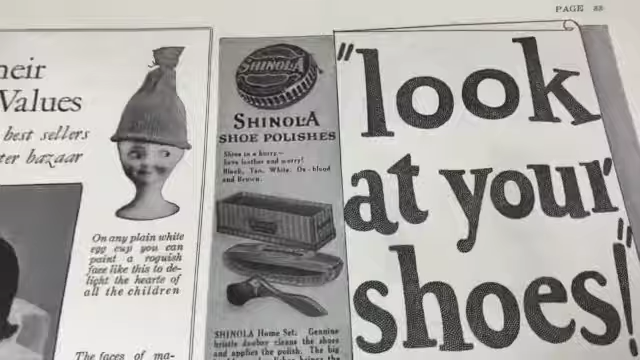 PAGE 33
heir
Values
best sellers
ter bazaar
On any plain white
egg cup you can
paint a roguish
face like this to de-
light the hearts of
all the children
The faces of ma-
SHINOLA
SHINOLA
SHOE POLISHES
Shine in a hurry—
Save leather and worry!
Black, Tan, White, Ox-blood
and Brown.
SHINOLA Home Set. Genuine
bristle dauber cleans the shoes
and applies the polish. The big
"look
at your
shoes!"